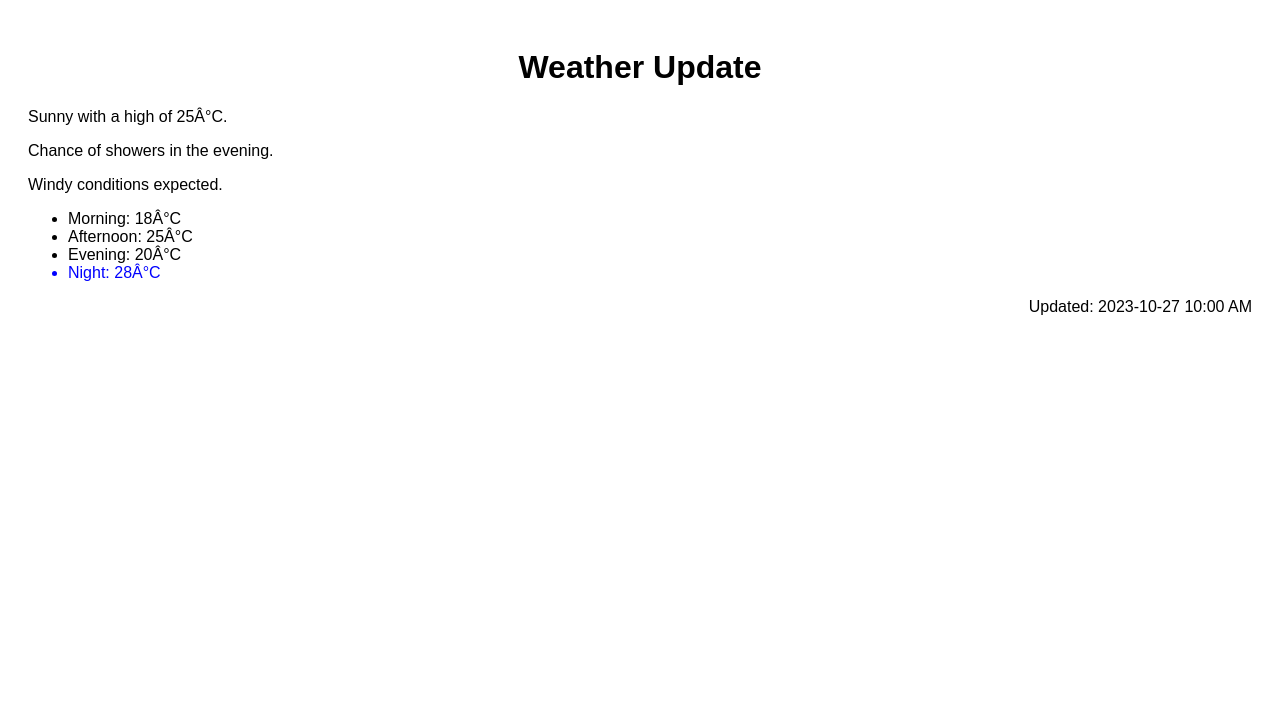 Weather Update
Sunny with a high of 25Â°C.
Chance of showers in the evening.
Windy conditions expected.
Morning: 18Â°C
Afternoon: 25Â°C
Evening: 20Â°C
Night: 28Â°C
Updated: 2023-10-27 10:00 AM